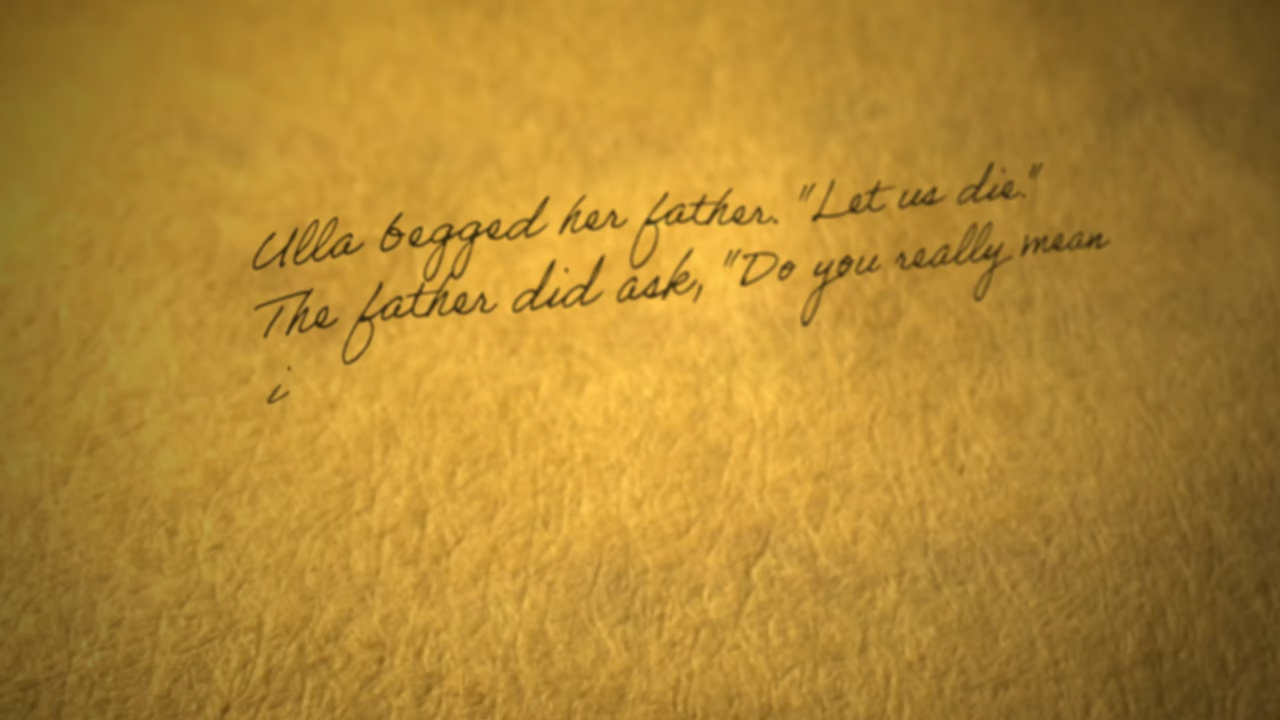 Ulla begged her father. "Let us die."
The father did ask, "Do you really mean
i